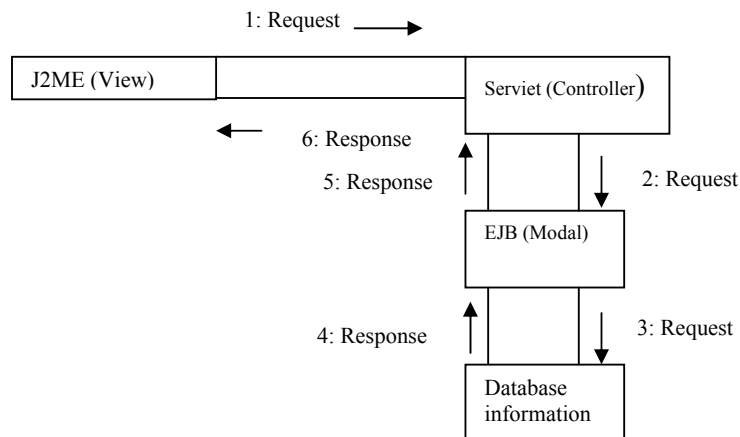 1: Request
J2ME (View)
Serviet (Controller)
6: Response
5: Response
2: Request
EJB (Modal)
4: Response
3: Request
Database
information